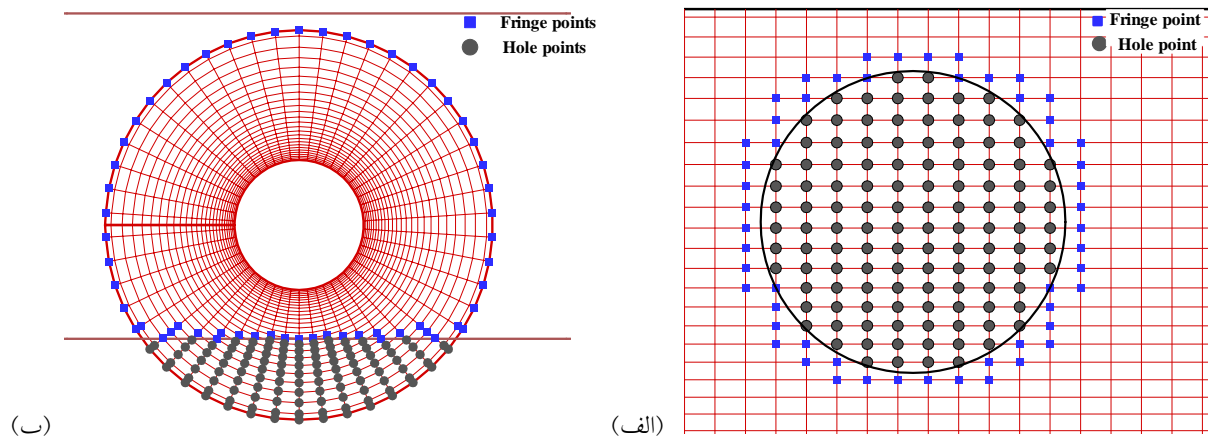 Fringe points
Hole points
(ب)
Fringe point
Hole point
(الف)